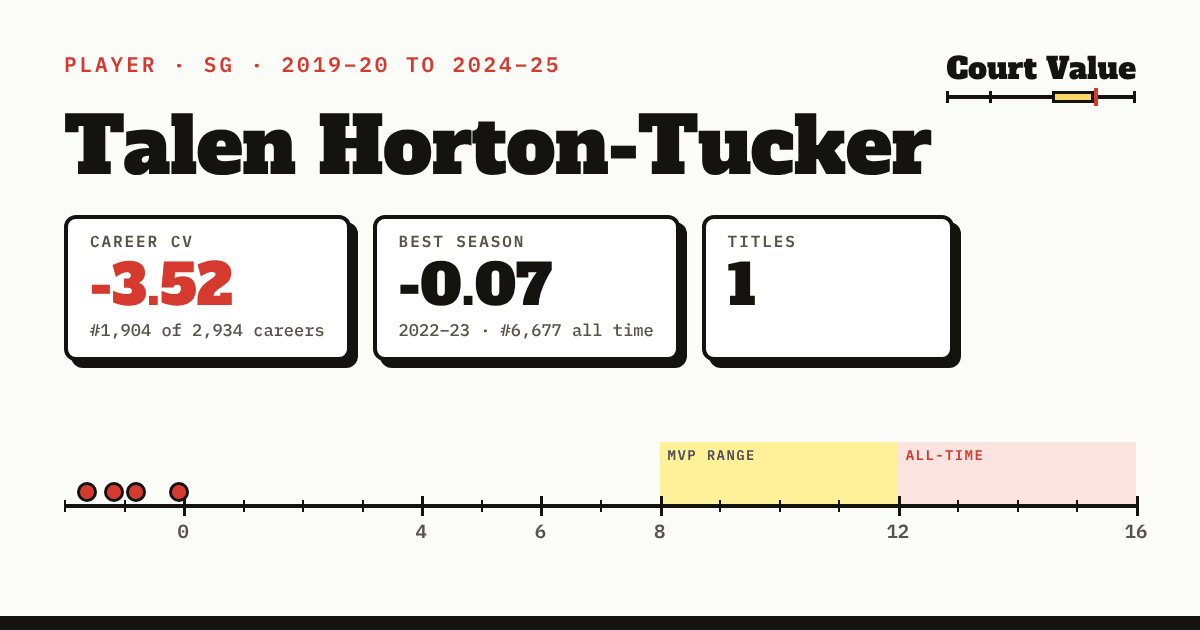 PLAYER · SG · 2019–20 TO 2024–25
Court Value
Talen Horton-Tucker
CAREER CV
-3.52
#1,904 of 2,934 careers
BEST SEASON
-0.07
2022–23 · #6,677 all time
TITLES
1
MVP RANGE
ALL-TIME
0 4 6 8 12 16